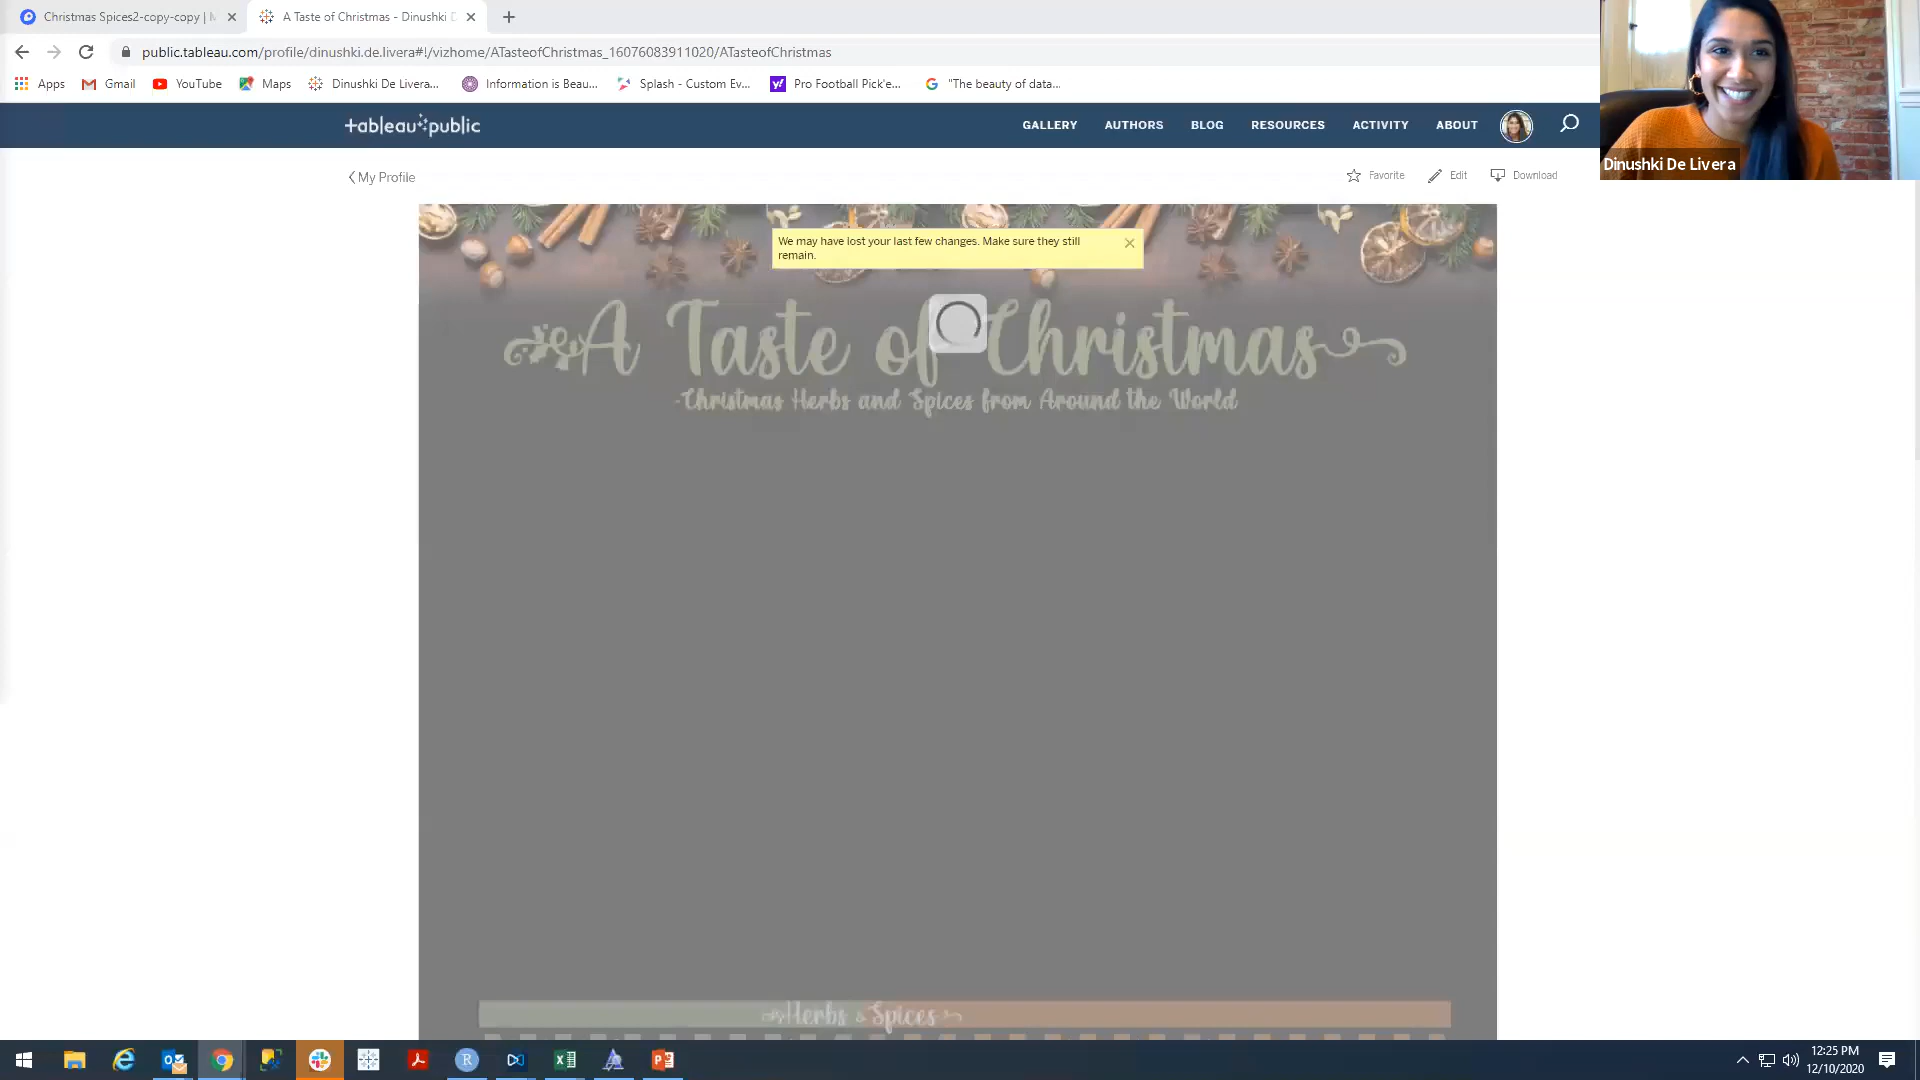 Christmas Spices2-copy-copy |
A Taste of Christmas - Dinushki D
public.tableau.com/profile/dinushki.de.livera#!/vizhome/ATasteofChristmas_16076083911020/ATasteofChristmas
Apps Gmail YouTube Maps Dinushki De Livera... Information is Beau... Splash - Custom Ev... Pro Football Pick'e... "The beauty of data...
+ableau public
GALLERY AUTHORS BLOG RESOURCES ACTIVITY ABOUT
Dinushki De Livera
My Profile
Favorite Edit Download
We may have lost your last few changes. Make sure they still
remain.
A Taste of Christmas
-Christmas Herbs and Spices from Around the World
Herbs & Spices
12:25 PM
12/10/2020